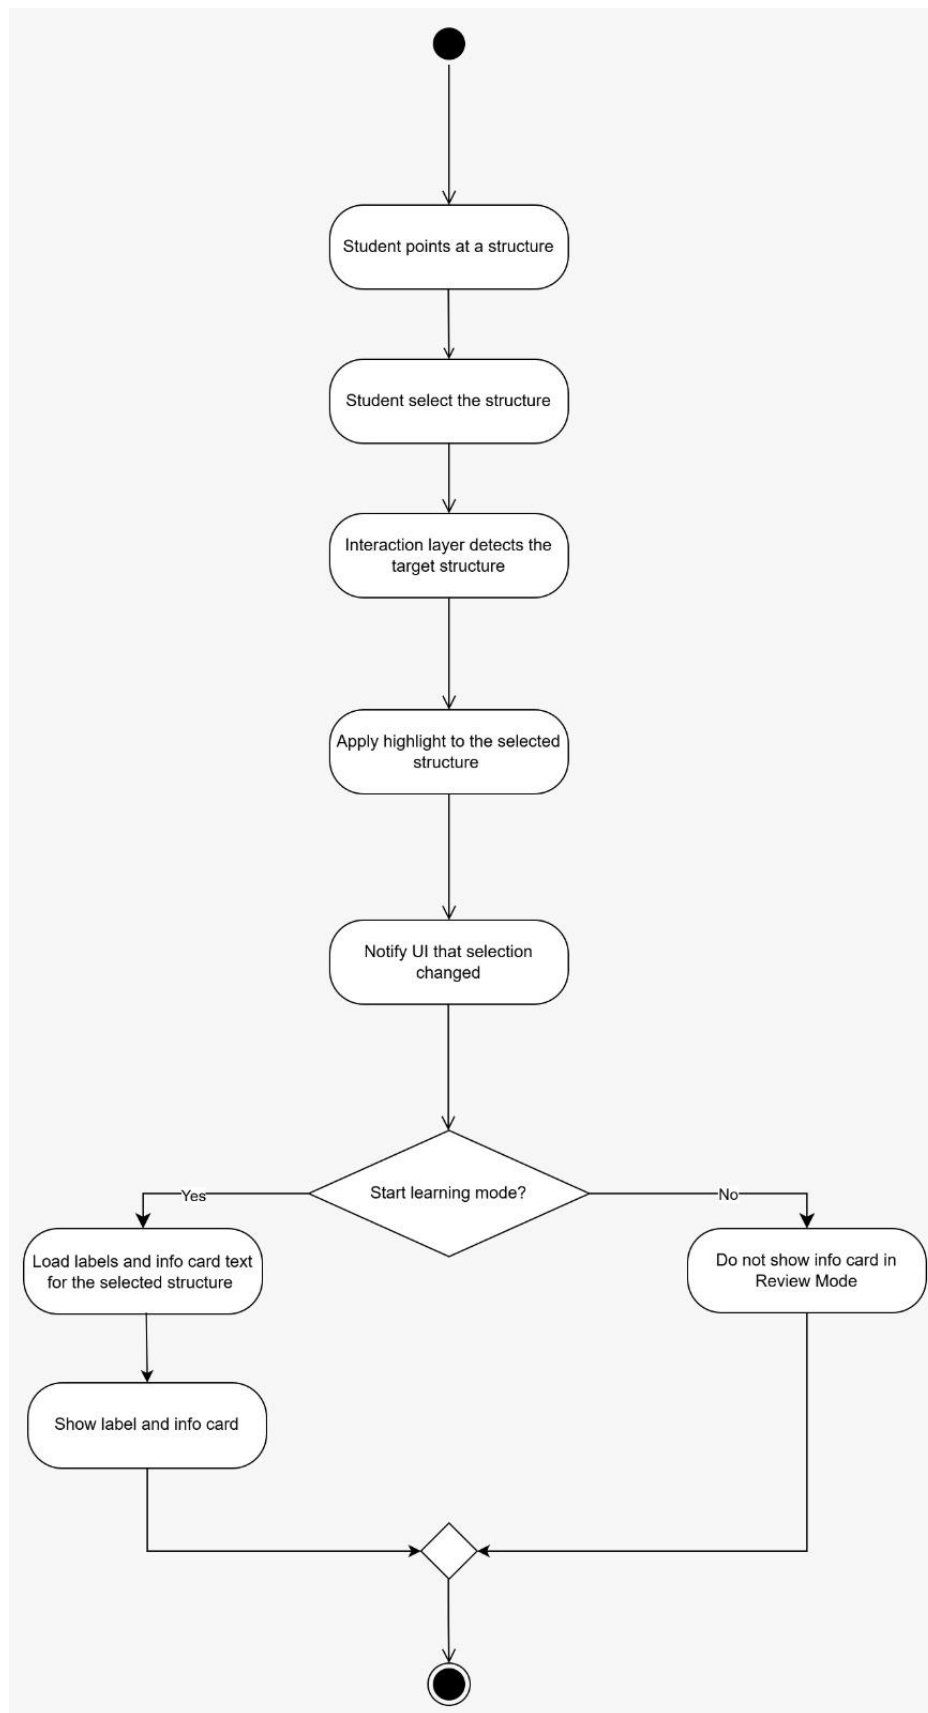 Student points at a structure
Student select the structure
Interaction layer detects the
target structure
Apply highlight to the selected
structure
Notify UI that selection
changed
Start learning mode?
Yes
No
Load labels and info card text
for the selected structure
Do not show info card in
Review Mode
Show label and info card